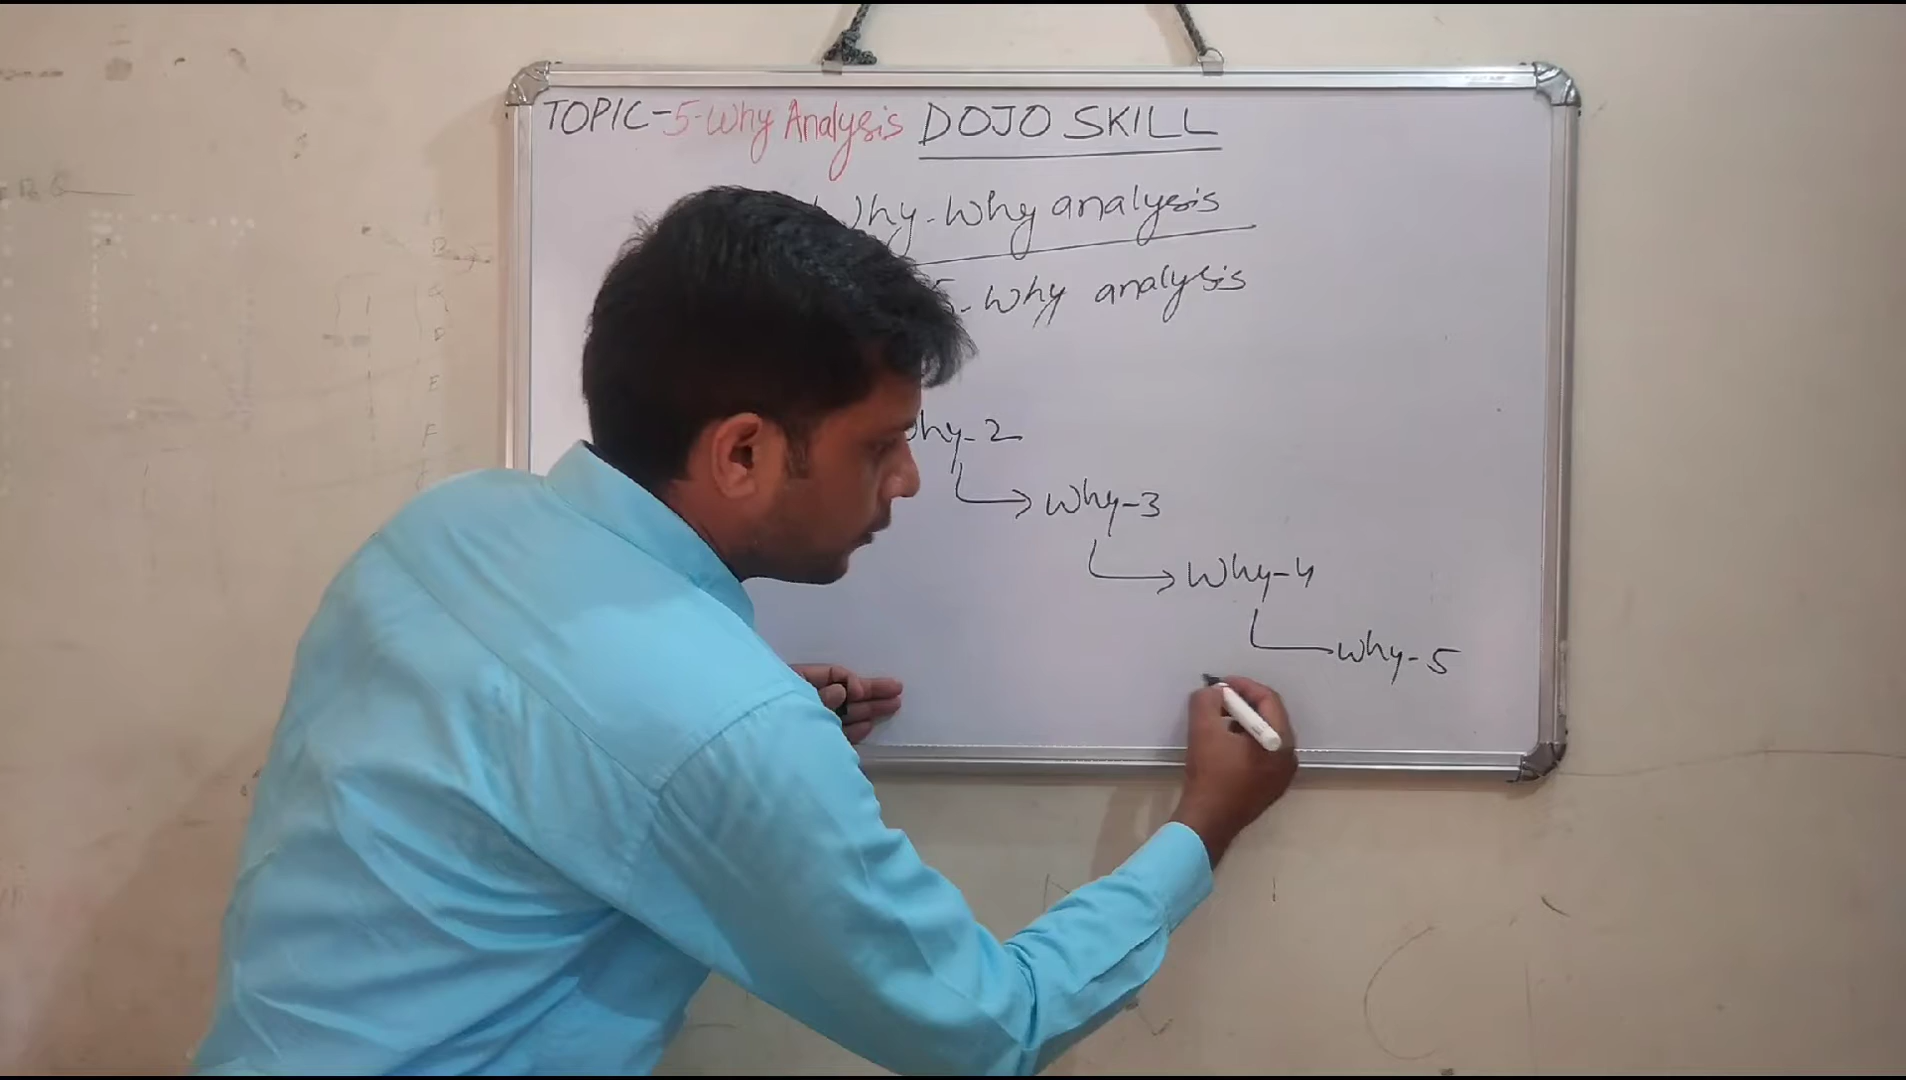 TOPIC-5-Why Analysis DOJO SKILL
Why-Why analysis
5-Why analysis
Why-2
Why-3
Why-4
Why-5